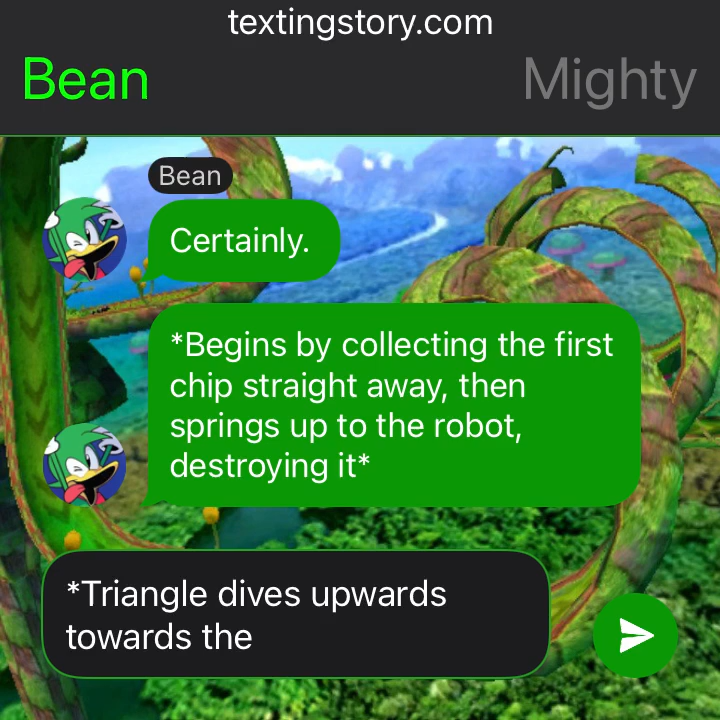 textingstory.com
Bean
Mighty
Bean
Certainly.
*Begins by collecting the first
chip straight away, then
springs up to the robot,
destroying it*
*Triangle dives upwards
towards the